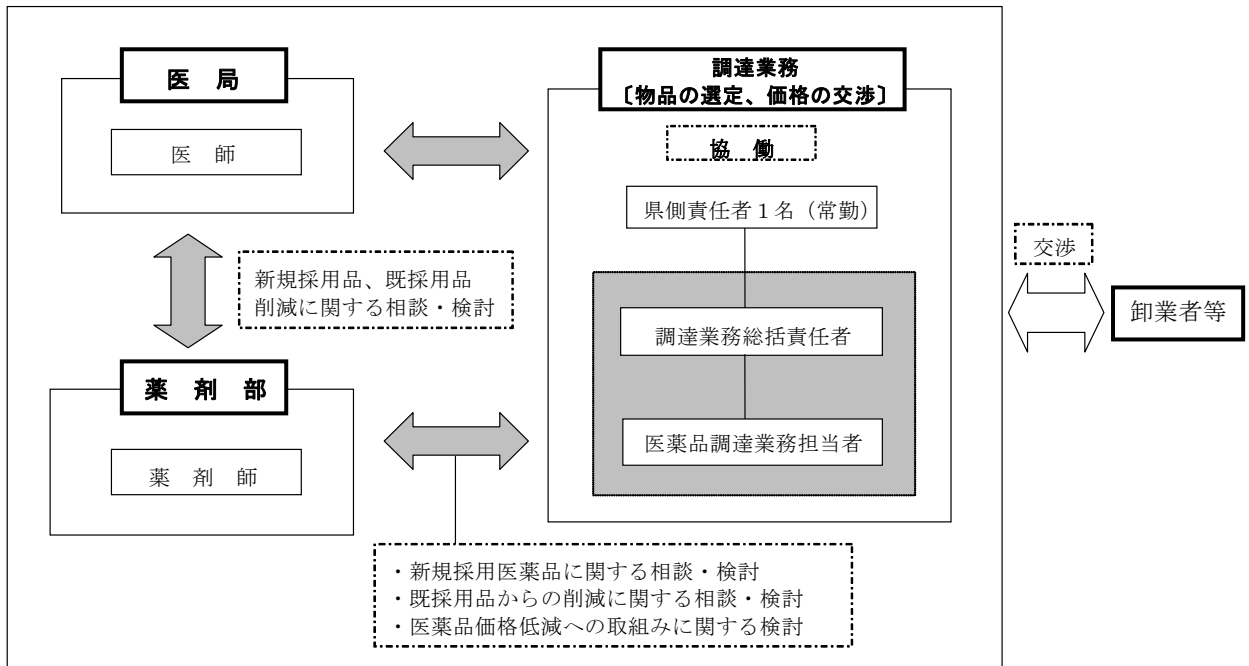 医 局
医 師
調達業務
〔物品の選定、価格の交渉〕
協 働
県側責任者１名（常勤）
新規採用品、既採用品
削減に関する相談・検討
調達業務総括責任者
医薬品調達業務担当者
交渉
卸業者等
薬 剤 部
薬 剤 師
・新規採用医薬品に関する相談・検討
・既採用品からの削減に関する相談・検討
・医薬品価格低減への取組みに関する検討